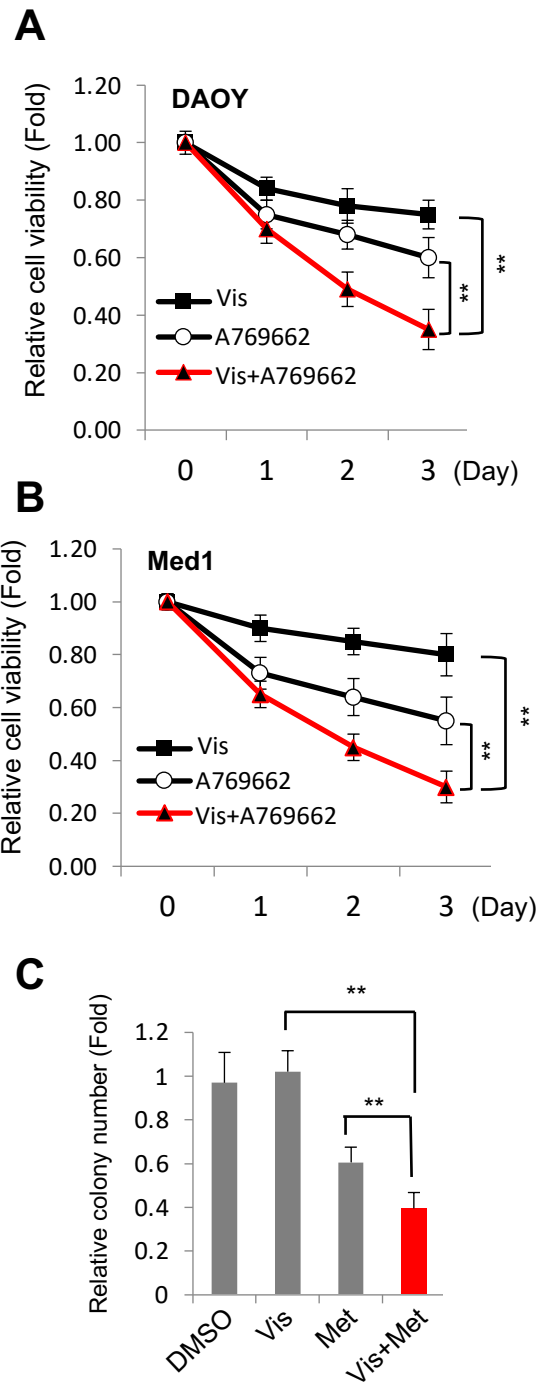 A
DAOY
Relative cell viability (Fold)
1.20
1.00
0.80
0.60
0.40
0.20
0.00
Vis
A769662
Vis+A769662
**
**
0 1 2 3 (Day)
B
Med1
Relative cell viability (Fold)
1.20
1.00
0.80
0.60
0.40
0.20
0.00
Vis
A769662
Vis+A769662
**
**
0 1 2 3 (Day)
C
Relative colony number (Fold)
1.2
1
0.8
0.6
0.4
0.2
0
**
**
DMSO Vis Met Vis+Met